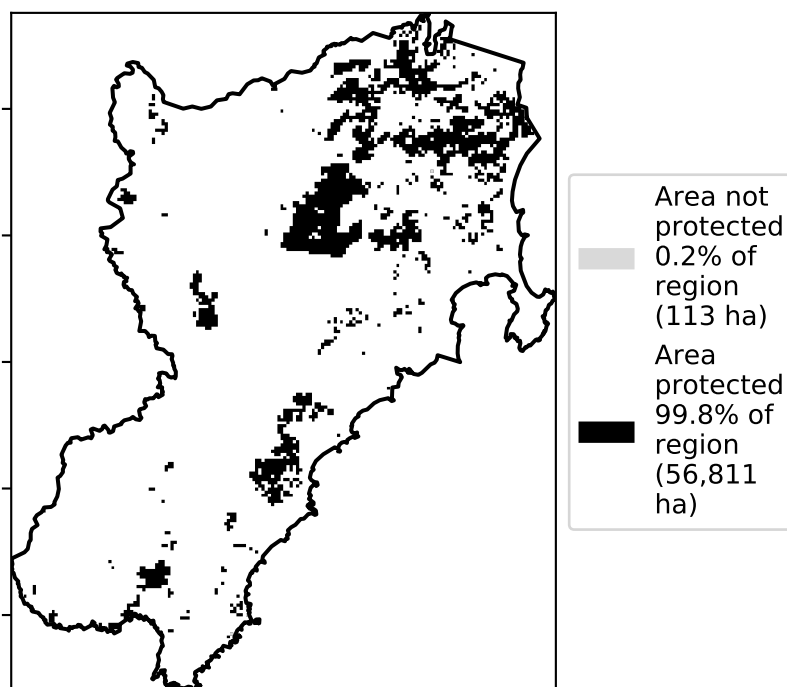 Area not
protected
0.2% of
region
(113 ha)
Area
protected
99.8% of
region
(56,811
ha)